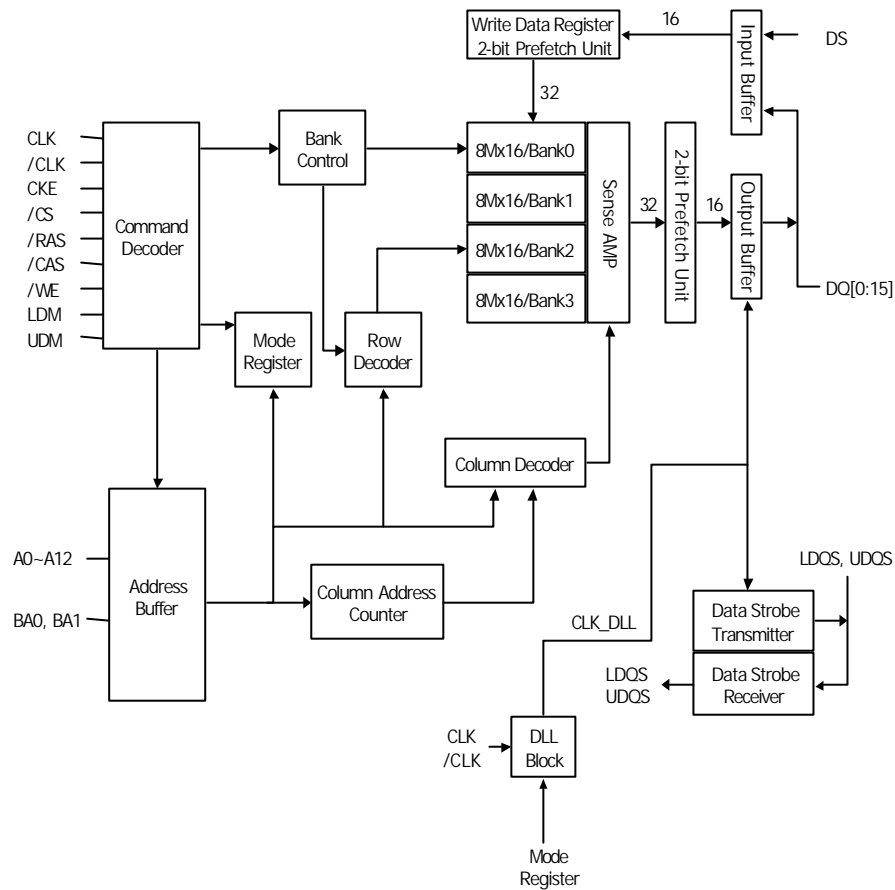 Write Data Register
2-bit Prefetch Unit
16
Input Buffer
DS
32
Bank
Control
8Mx16/Bank0
8Mx16/Bank1
8Mx16/Bank2
8Mx16/Bank3
Sense AMP
32
2-bit Prefetch Unit
16
Output Buffer
DQ[0:15]
CLK
/CLK
CKE
/CS
/RAS
/CAS
/WE
LDM
UDM
Command
Decoder
Mode
Register
Row
Decoder
Column Decoder
A0~A12
BA0, BA1
Address
Buffer
Column Address
Counter
CLK_DLL
LDQS, UDQS
Data Strobe
Transmitter
Data Strobe
Receiver
LDQS
UDQS
CLK
/CLK
DLL
Block
Mode
Register